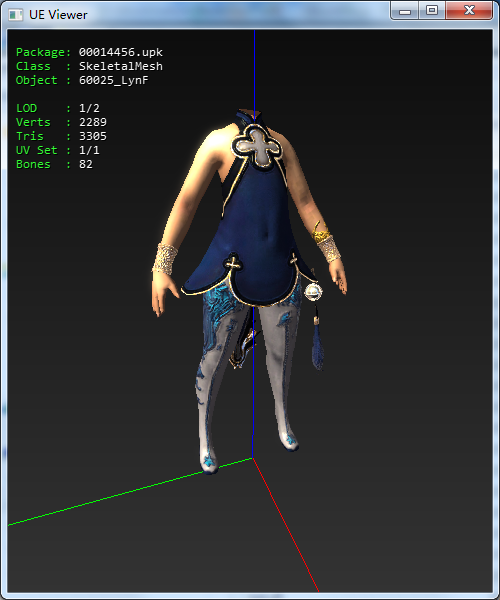 UE Viewer
Package: 00014456.upk
Class  : SkeletalMesh
Object : 60025_LynF
LOD    : 1/2
Verts  : 2289
Tris   : 3305
UV Set : 1/1
Bones  : 82